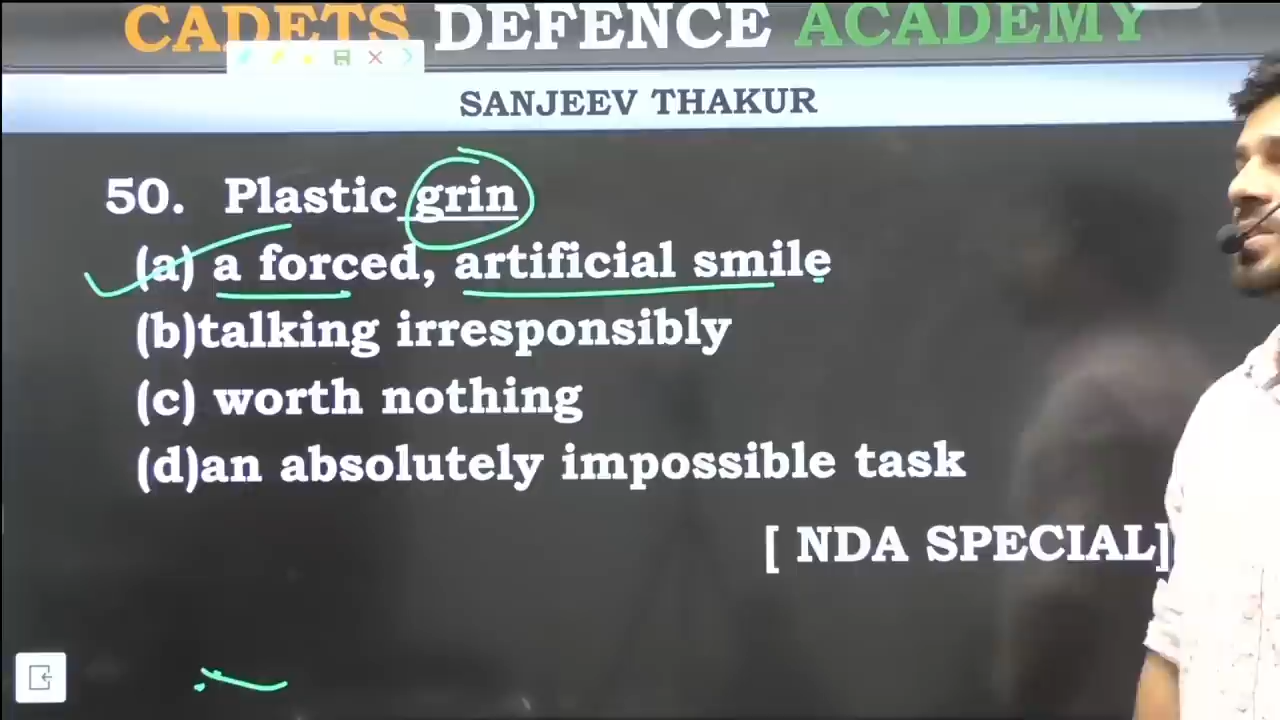 CADETS DEFENCE ACADEMY
SANJEEV THAKUR
50. Plastic grin
(a) a forced, artificial smile
(b)talking irresponsibly
(c) worth nothing
(d)an absolutely impossible task
[ NDA SPECIAL]